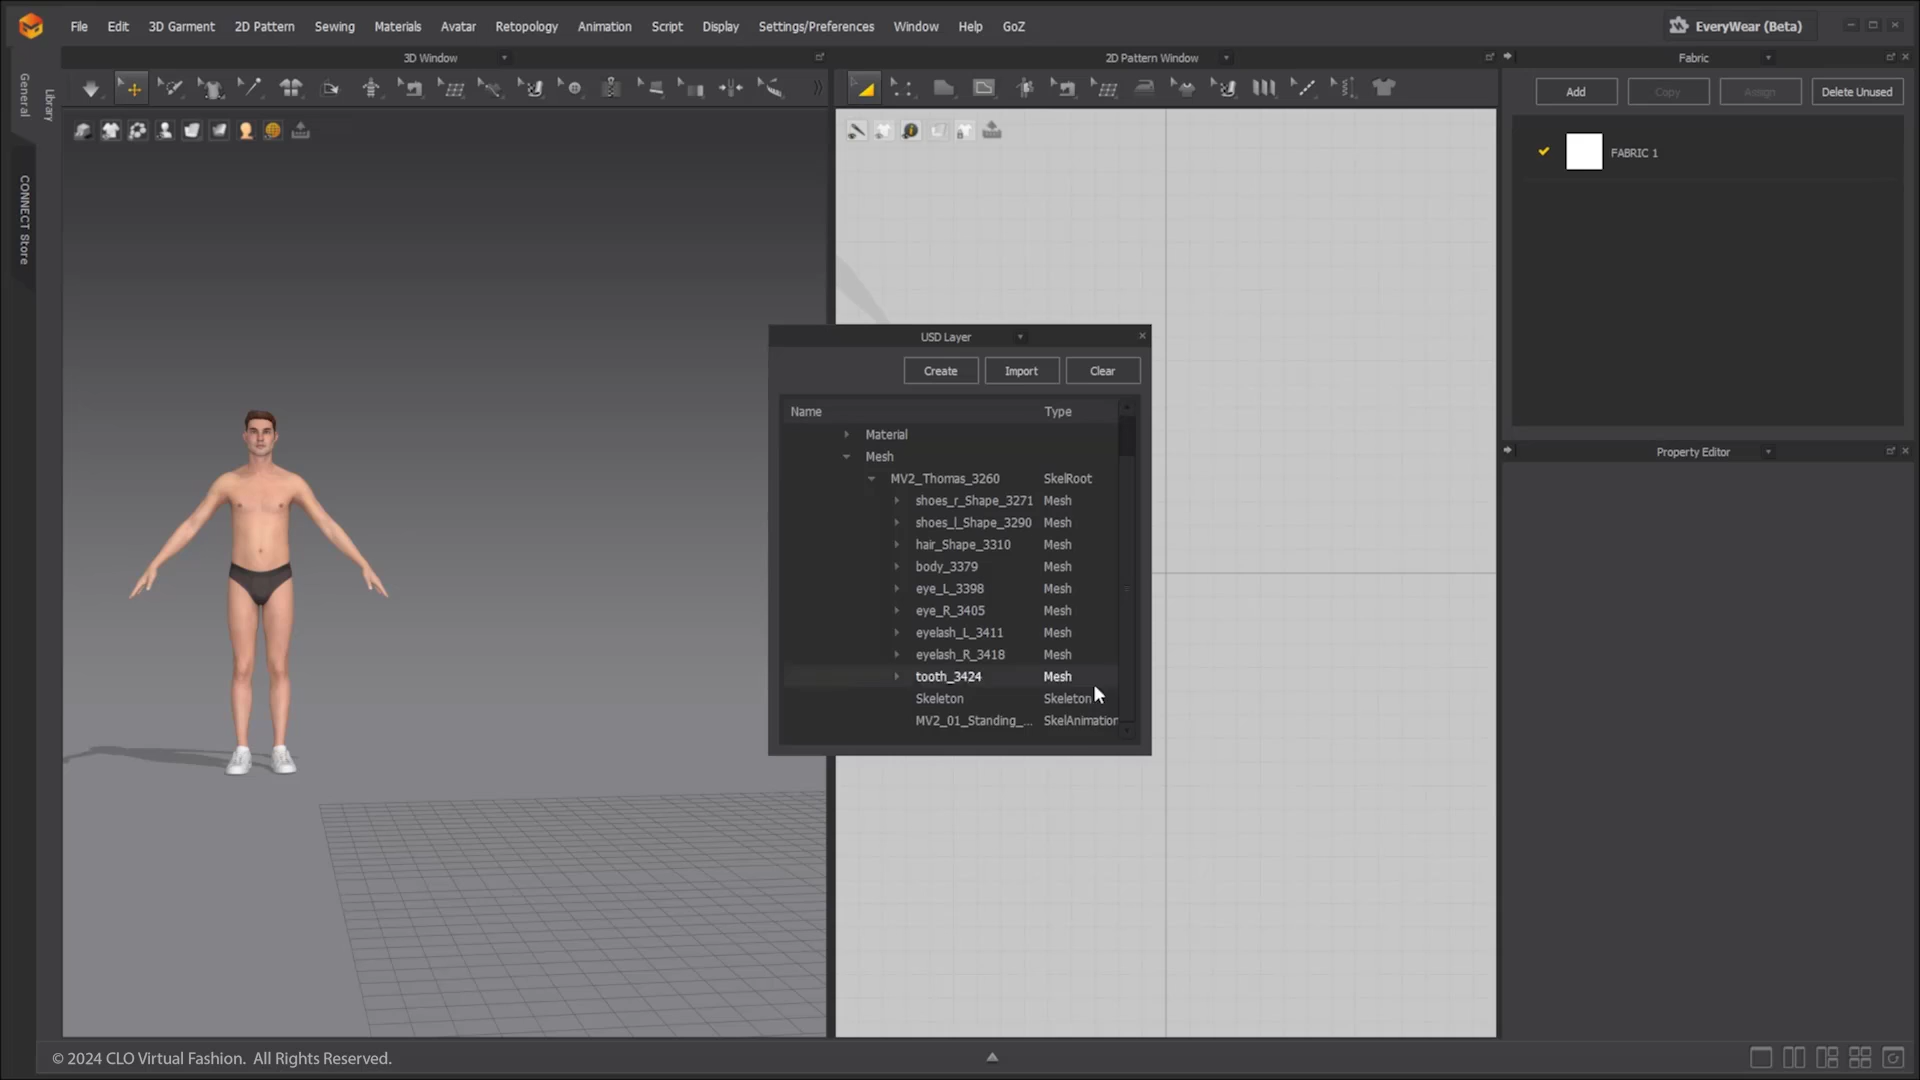 File Edit 3D Garment 2D Pattern Sewing Materials Avatar Retopology Animation Script Display Settings/Preferences Window Help GoZ
EveryWear (Beta)
General
Library
CONNECT Store
3D Window
2D Pattern Window
Fabric
Add Copy Assign Delete Unused
FABRIC 1
Property Editor
USD Layer
Create Import Clear
Name Type
Material
Mesh
MV2_Thomas_3260 SkelRoot
shoes_r_Shape_3271 Mesh
shoes_l_Shape_3290 Mesh
hair_Shape_3310 Mesh
body_3379 Mesh
eye_L_3398 Mesh
eye_R_3405 Mesh
eyelash_L_3411 Mesh
eyelash_R_3418 Mesh
tooth_3424 Mesh
Skeleton Skeleton
MV2_01_Standing_... SkelAnimation
© 2024 CLO Virtual Fashion. All Rights Reserved.